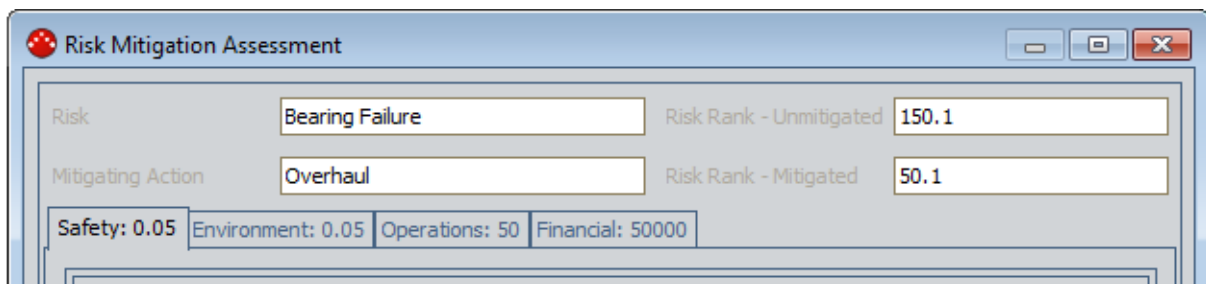 Risk Mitigation Assessment
Risk Bearing Failure Risk Rank - Unmitigated 150.1
Mitigating Action Overhaul Risk Rank - Mitigated 50.1
Safety: 0.05 Environment: 0.05 Operations: 50 Financial: 50000